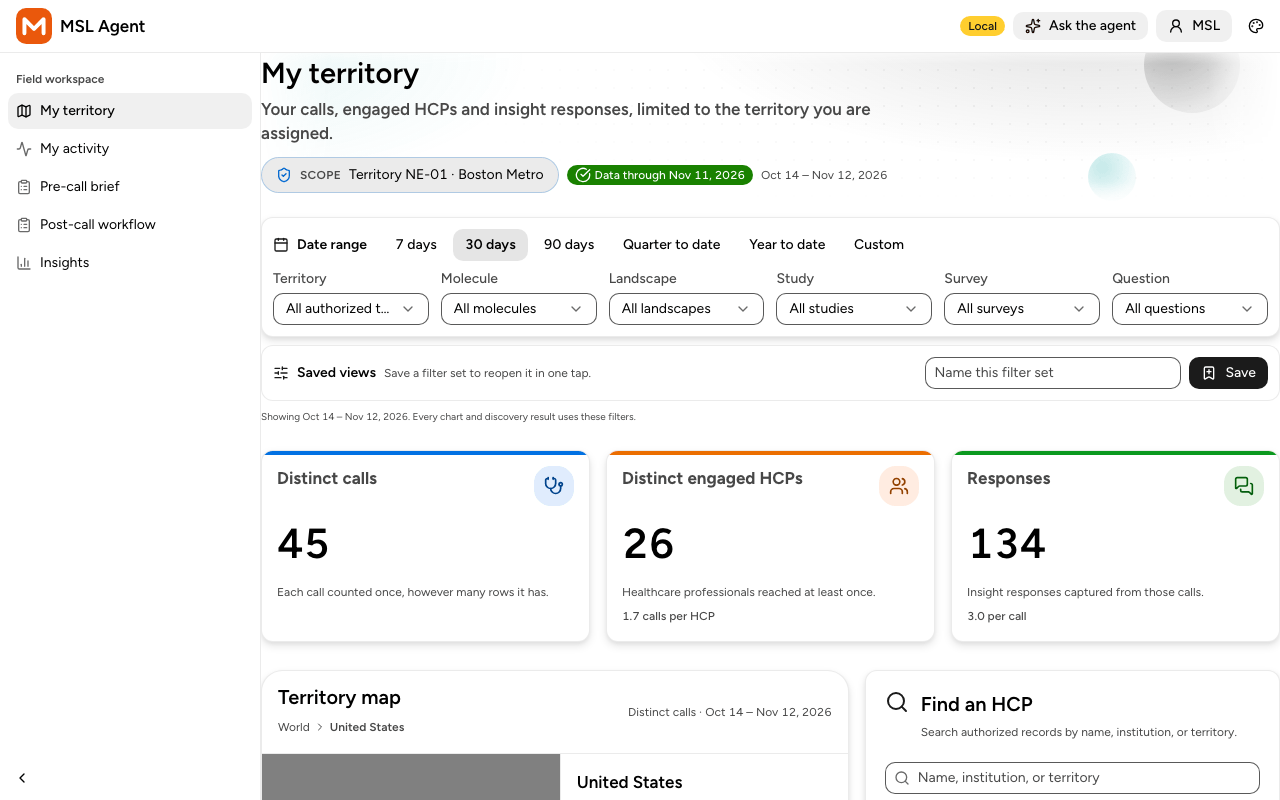 MSL Agent
Local
Ask the agent
MSL
Field workspace
My territory
My activity
Pre-call brief
Post-call workflow
Insights
My territory
Your calls, engaged HCPs and insight responses, limited to the territory you are
assigned.
SCOPE Territory NE-01 · Boston Metro
Data through Nov 11, 2026
Oct 14 – Nov 12, 2026
Date range
7 days
30 days
90 days
Quarter to date
Year to date
Custom
Territory
Molecule
Landscape
Study
Survey
Question
All authorized t...
All molecules
All landscapes
All studies
All surveys
All questions
Saved views
Save a filter set to reopen it in one tap.
Name this filter set
Save
Showing Oct 14 – Nov 12, 2026. Every chart and discovery result uses these filters.
Distinct calls
45
Each call counted once, however many rows it has.
Distinct engaged HCPs
26
Healthcare professionals reached at least once.
1.7 calls per HCP
Responses
134
Insight responses captured from those calls.
3.0 per call
Territory map
World > United States
Distinct calls · Oct 14 – Nov 12, 2026
United States
Find an HCP
Search authorized records by name, institution, or territory.
Name, institution, or territory